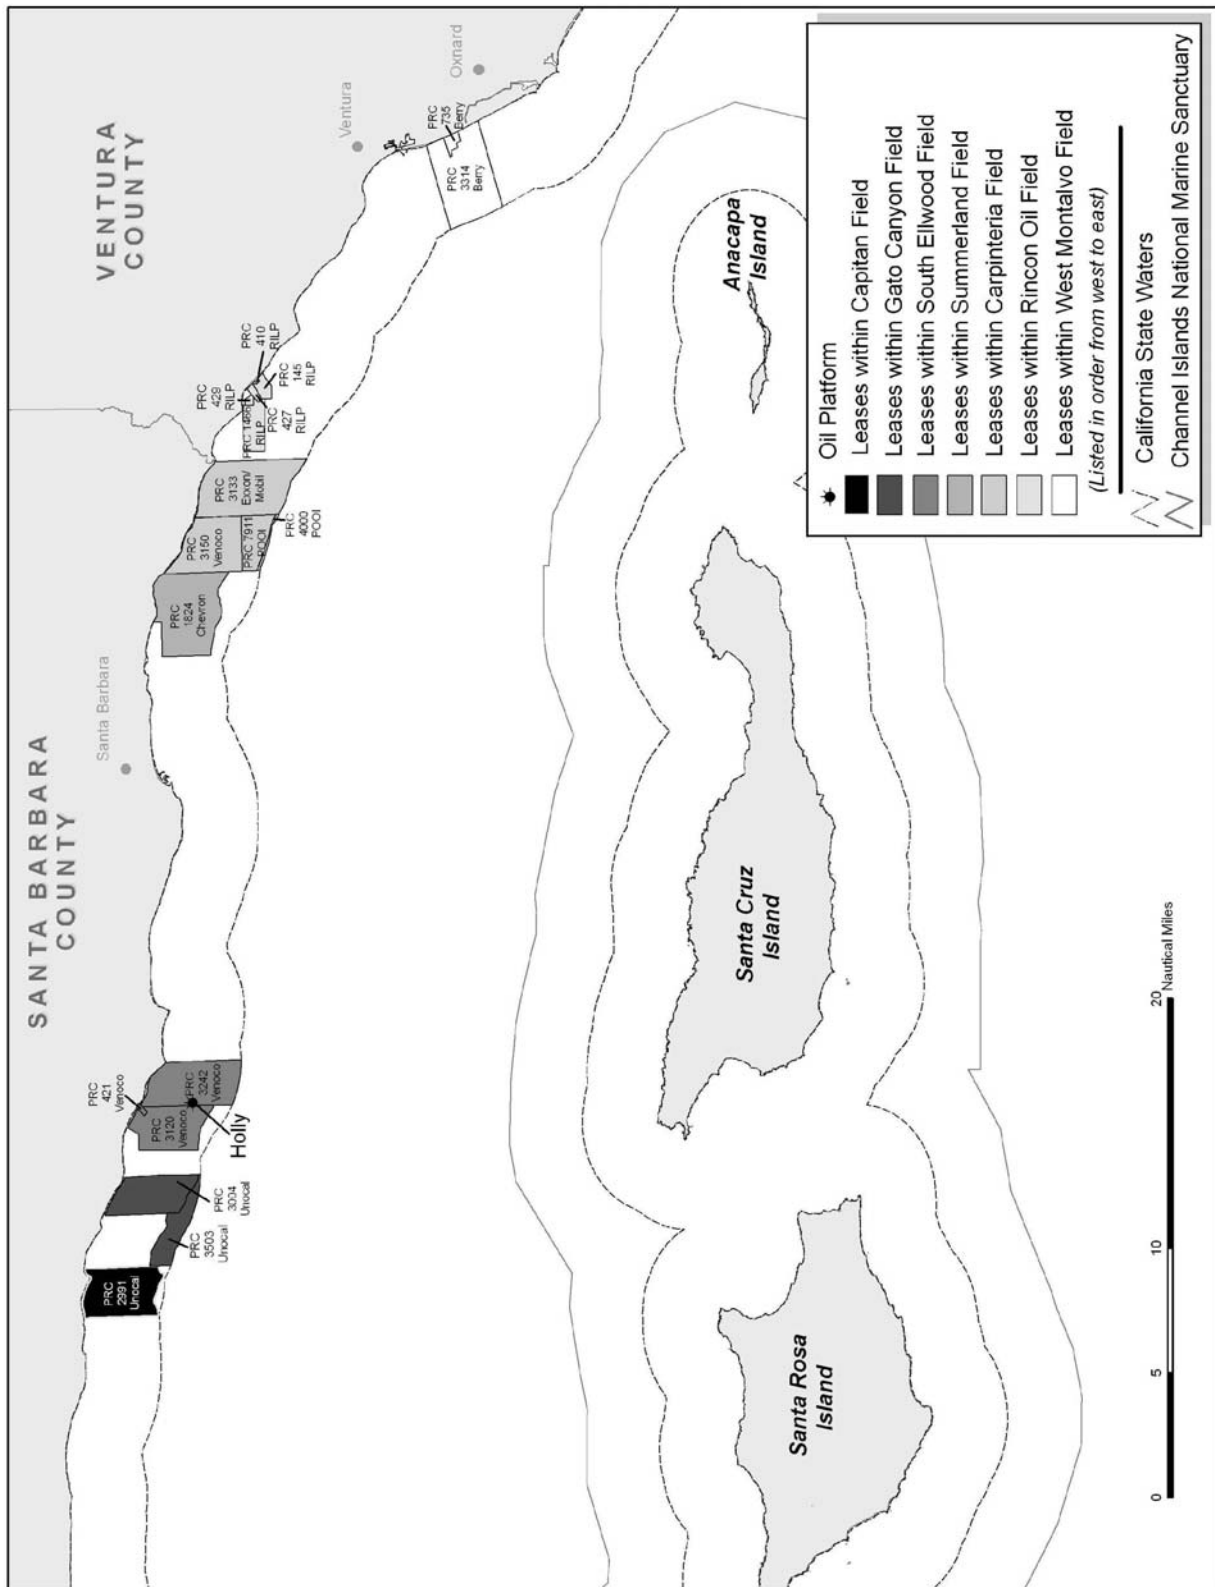 SANTA BARBARA
COUNTY
VENTURA
COUNTY
Santa Barbara
Ventura
Oxnard
PRC
2991
Unocal
PRC
3503
Unocal
PRC
3004
Unocal
PRC
3120
Venoco
PRC
421
Venoco
PRC
3242
Venoco
Holly
PRC
1824
Chevron
PRC
3150
Venoco
PRC 7911
POOI
PRC
4000
POOI
PRC
3133
Exxon/
Mobil
PRC 1466
RILP
PRC
429
RILP
PRC
427
RILP
PRC
410
RILP
PRC
145
RILP
PRC
3314
Berry
PRC
735
Berry
Santa Rosa
Island
Santa Cruz
Island
Anacapa
Island
0 5 10 20
Nautical Miles
Oil Platform
Leases within Capitan Field
Leases within Gato Canyon Field
Leases within South Ellwood Field
Leases within Summerland Field
Leases within Carpinteria Field
Leases within Rincon Oil Field
Leases within West Montalvo Field
(Listed in order from west to east)
California State Waters
Channel Islands National Marine Sanctuary